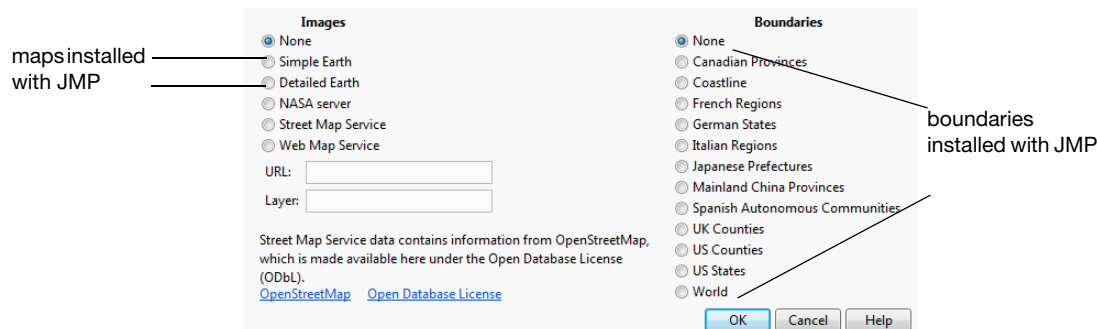 maps installed
with JMP
Images
None
Simple Earth
Detailed Earth
NASA server
Street Map Service
Web Map Service
URL:
Layer:
Street Map Service data contains information from OpenStreetMap,
which is made available here under the Open Database License
(ODbL).
OpenStreetMap Open Database License
Boundaries
None
Canadian Provinces
Coastline
French Regions
German States
Italian Regions
Japanese Prefectures
Mainland China Provinces
Spanish Autonomous Communities
UK Counties
US Counties
US States
World
OK Cancel Help
boundaries
installed with JMP